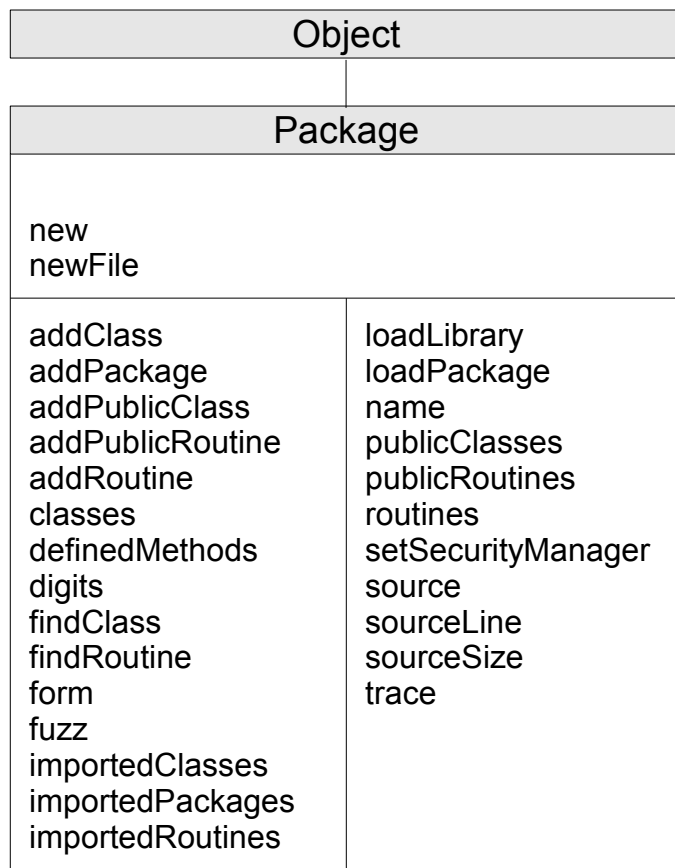 Object
Package
new
newFile
addClass
addPackage
addPublicClass
addPublicRoutine
addRoutine
classes
definedMethods
digits
findClass
findRoutine
form
fuzz
importedClasses
importedPackages
importedRoutines
loadLibrary
loadPackage
name
publicClasses
publicRoutines
routines
setSecurityManager
source
sourceLine
sourceSize
trace